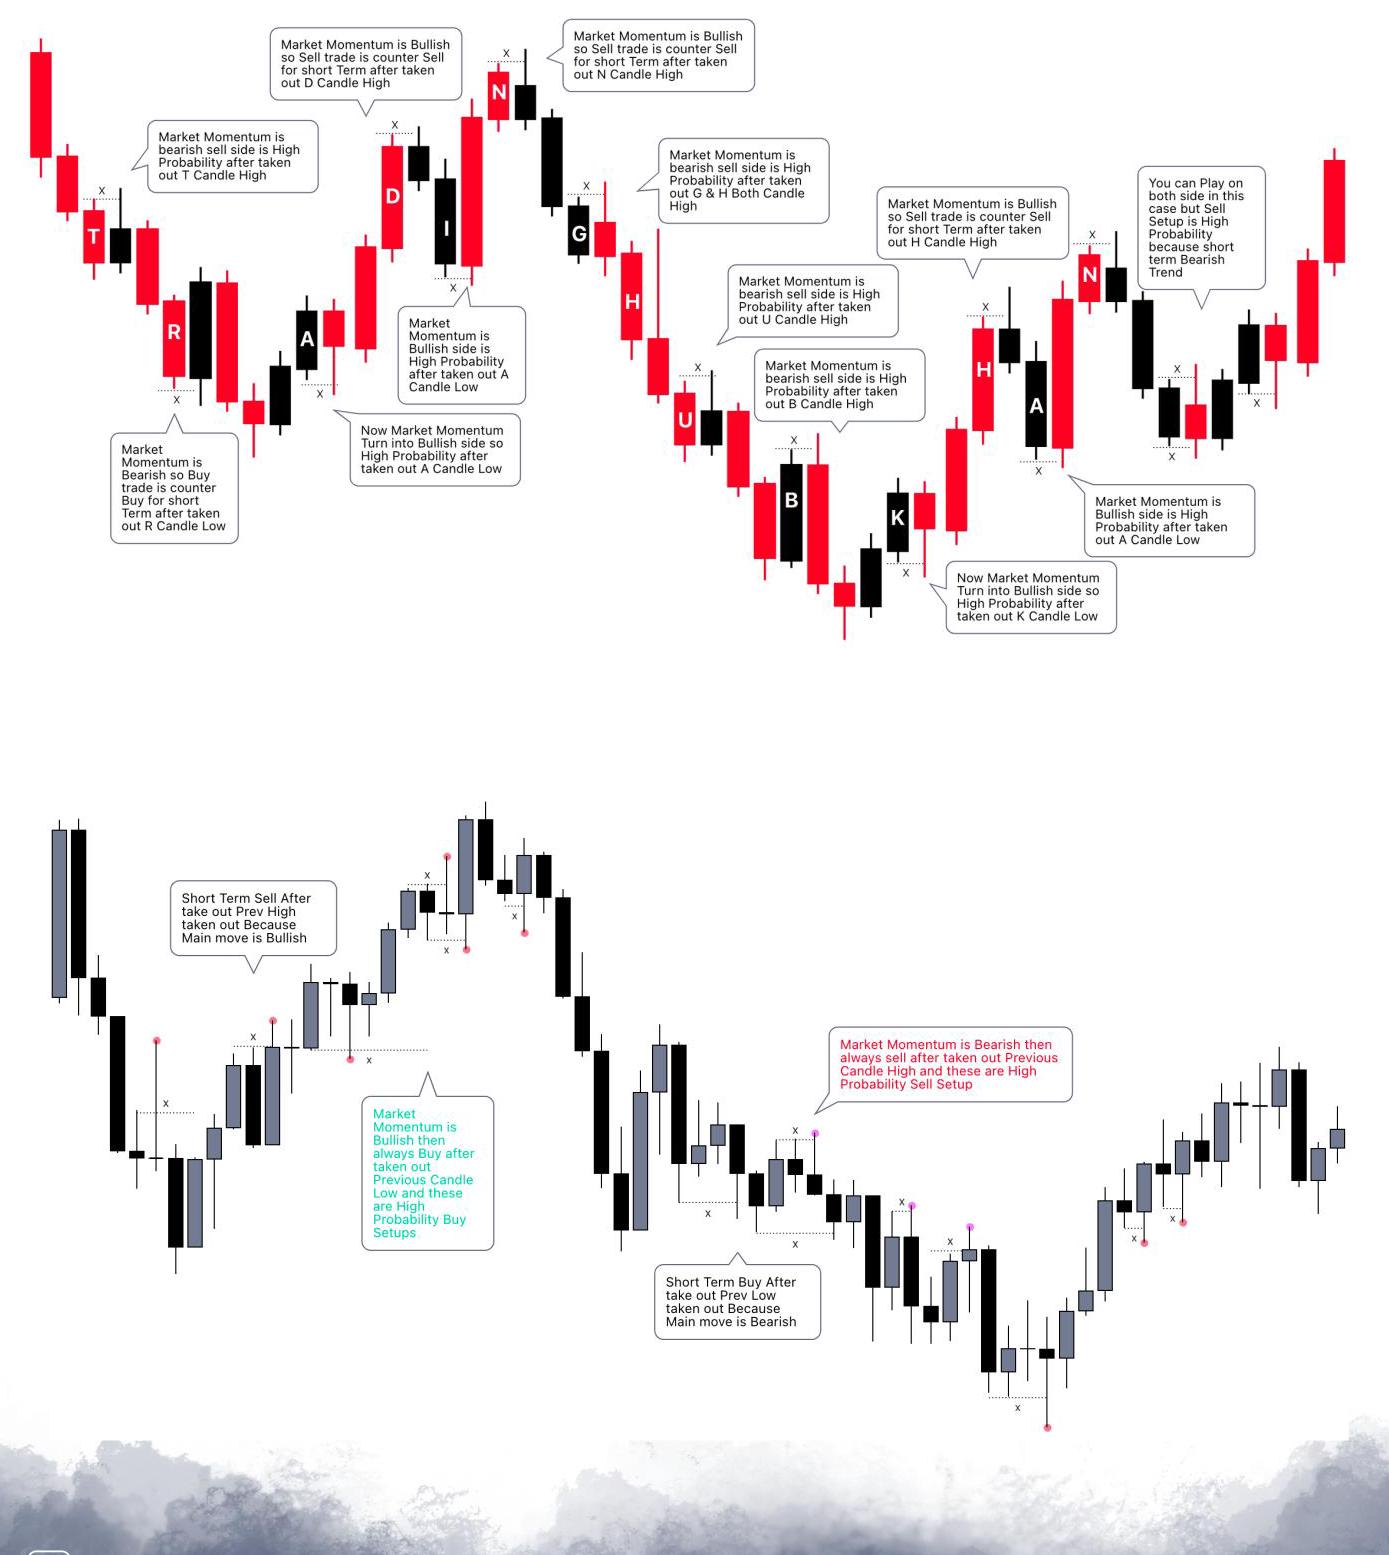 Market Momentum is Bullish
so Sell trade is counter Sell
for short Term after taken
out D Candle High
X
Market Momentum is Bullish
so Sell trade is counter Sell
for short Term after taken
out N Candle High
N
Market Momentum is
bearish sell side is High
Probability after taken
out T Candle High
X
D
X
T
Market Momentum is
bearish sell side is High
Probability after taken
out G & H Both Candle
High
X
G
I
X
You can Play on
both side in this
case but Sell
Setup is High
Probability
because short
term Bearish
Trend
Market Momentum is Bullish
so Sell trade is counter Sell
for short Term after taken
out H Candle High
X
N
Market Momentum is
bearish sell side is High
Probability after taken
out U Candle High
H
R
X
A
X
Market
Momentum is
Bullish side is
High Probability
after taken out A
Candle Low
X
H
Market Momentum is
bearish sell side is High
Probability after taken
out B Candle High
X
U
X
A
X
X
X
Now Market Momentum
Turn into Bullish side so
High Probability after
taken out A Candle Low
Market
Momentum is
Bearish so Buy
trade is counter
Buy for short
Term after taken
out R Candle Low
X
B
K
X
Market Momentum is
Bullish side is High
Probability after taken
out A Candle Low
Now Market Momentum
Turn into Bullish side so
High Probability after
taken out K Candle Low
X
Short Term Sell After
take out Prev High
taken out Because
Main move is Bullish
X
X
X
X
X
X
Market
Momentum is
Bullish then
always Buy after
taken out
Previous Candle
Low and these
are High
Probability Buy
Setups
Market Momentum is Bearish then
always sell after taken out Previous
Candle High and these are High
Probability Sell Setup
X
X
X
Short Term Buy After
take out Prev Low
taken out Because
Main move is Bearish
X
X
X
X
X